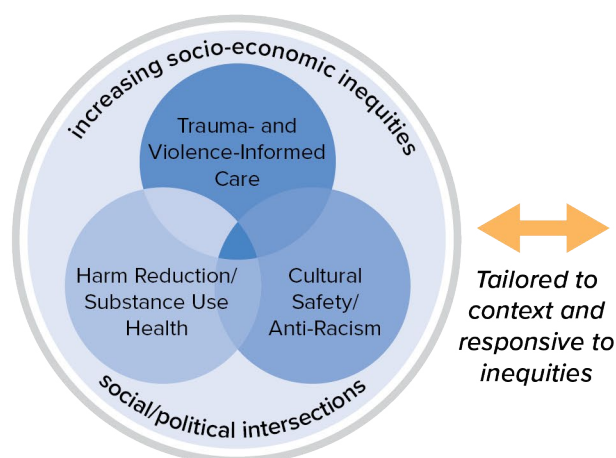 increasing socio-economic inequities
Trauma- and
Violence-Informed
Care
Harm Reduction/
Substance Use
Health
Cultural
Safety/
Anti-Racism
social/political intersections
Tailored to
context and
responsive to
inequities